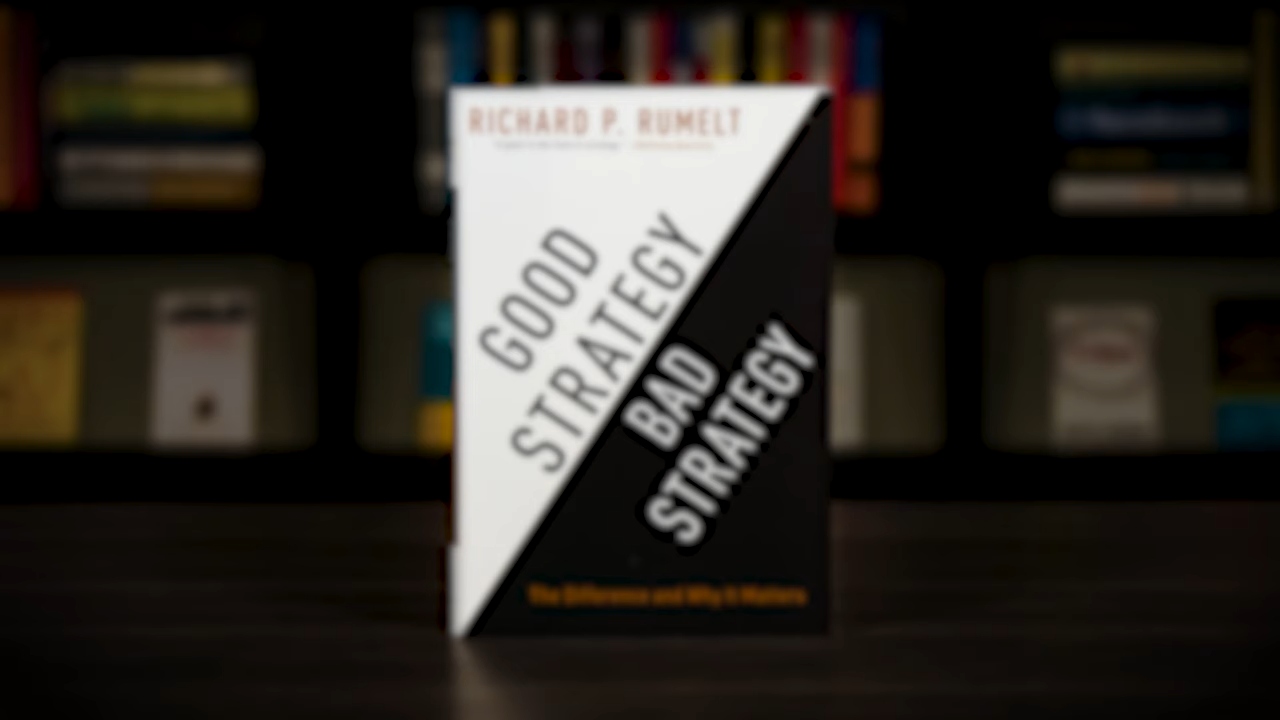 RICHARD P. RUMELT
GOOD
STRATEGY
BAD
STRATEGY
The Difference and Why It Matters